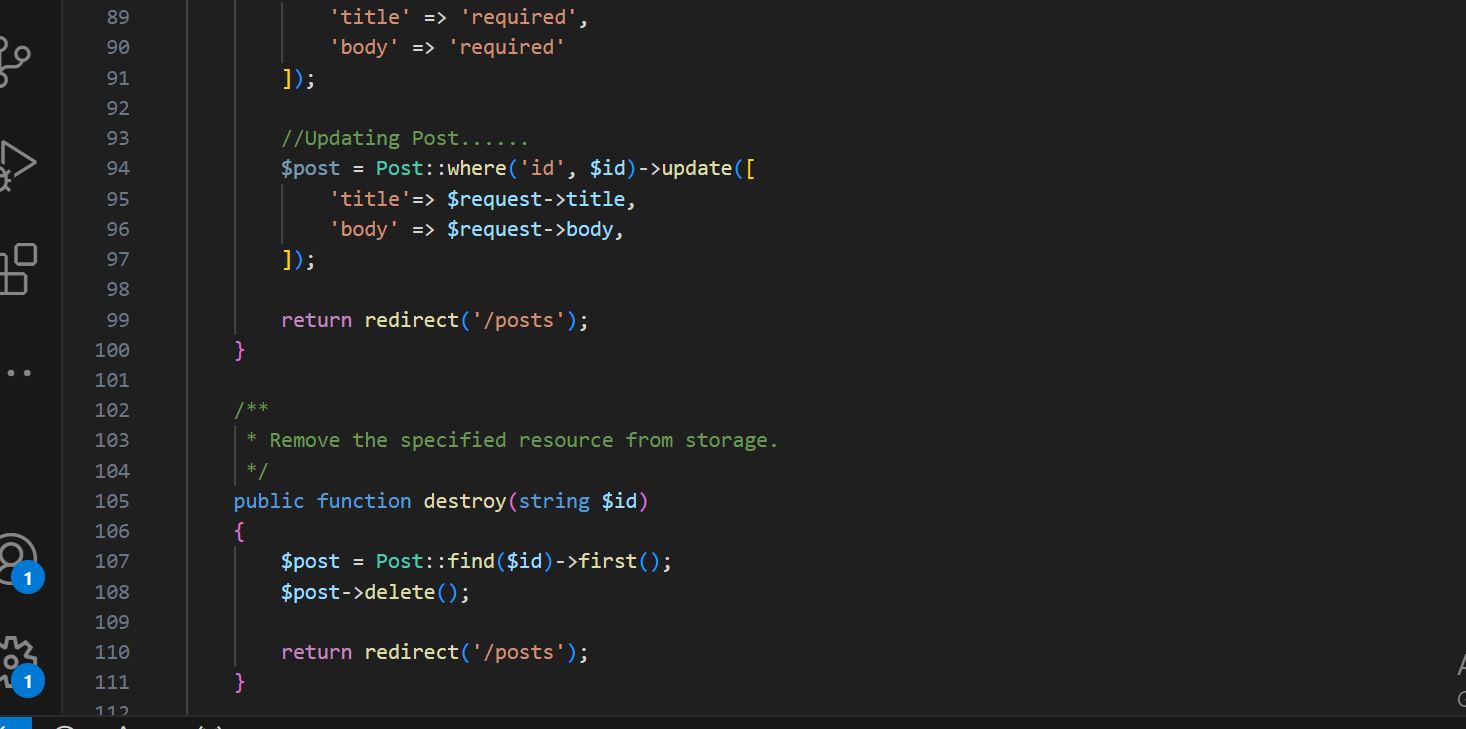 89 'title' => 'required',
90 'body' => 'required'
91 ]);
92
93 //Updating Post......
94 $post = Post::where('id', $id)->update([
95 'title'=> $request->title,
96 'body' => $request->body,
97 ]);
98
99 return redirect('/posts');
100 }
101
102 /**
103 * Remove the specified resource from storage.
104 */
105 public function destroy(string $id)
106 {
107 $post = Post::find($id)->first();
108 $post->delete();
109
110 return redirect('/posts');
111 }
112
1
1